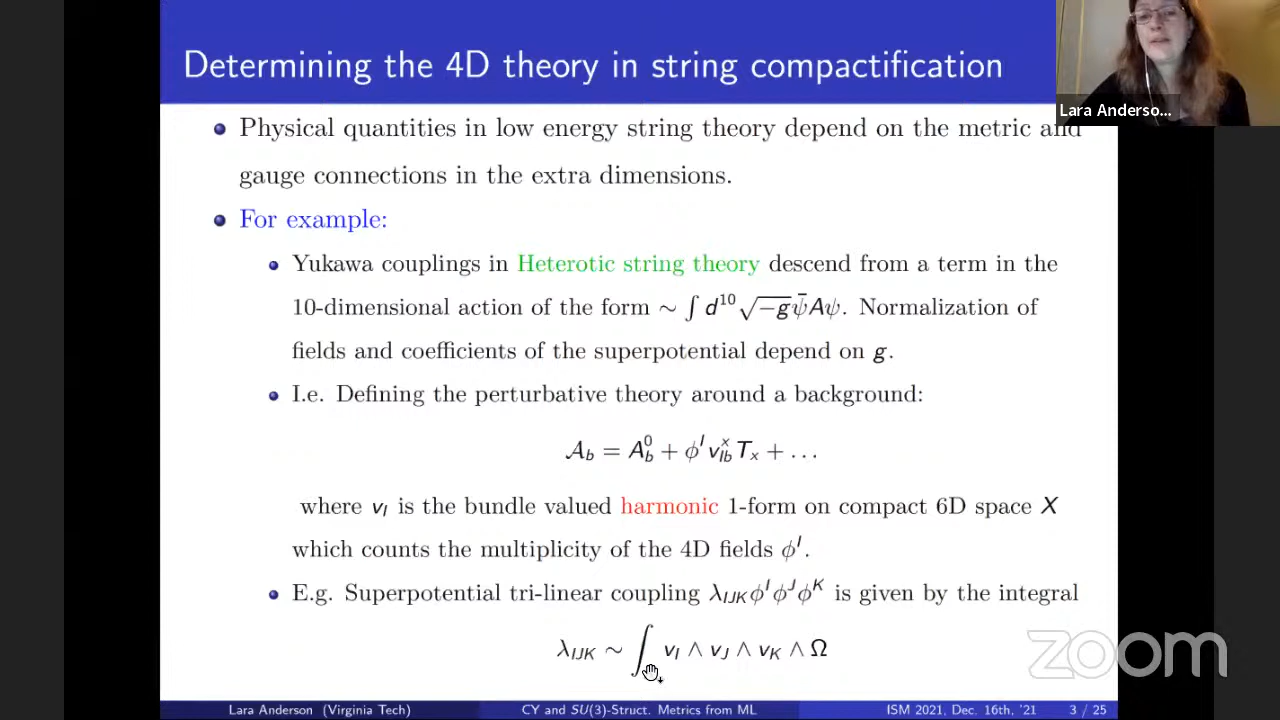 Determining the 4D theory in string compactification
Lara Anderso...
Physical quantities in low energy string theory depend on the metric and
gauge connections in the extra dimensions.
For example:
Yukawa couplings in Heterotic string theory descend from a term in the
10-dimensional action of the form ∼ ∫ d¹⁰ √−g ψ̄Aψ. Normalization of
fields and coefficients of the superpotential depend on g.
I.e. Defining the perturbative theory around a background:
𝒜_b = A_b^0 + ϕ^I v_{Ib}^x T_x + . . .
where v_I is the bundle valued harmonic 1-form on compact 6D space X
which counts the multiplicity of the 4D fields ϕ^I.
E.g. Superpotential tri-linear coupling λ_{IJK}ϕ^Iϕ^Jϕ^K is given by the integral
λ_{IJK} ∼ ∫ v_I ∧ v_J ∧ v_K ∧ Ω
zoom
Lara Anderson (Virginia Tech) CY and SU(3)-Struct. Metrics from ML ISM 2021, Dec. 16th, '21 3 / 25